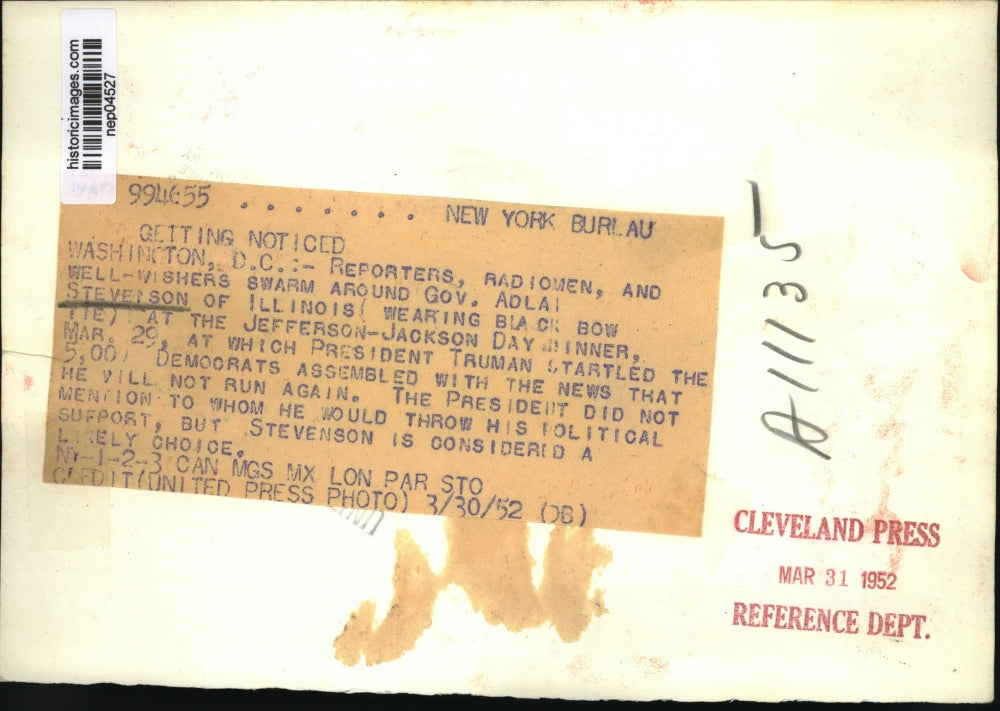 historicimages.com
nep04527
994655 . . . . . . . NEW YORK BUREAU
GETTING NOTICED
WASHINGTON, D.C.:- REPORTERS, RADIOMEN, AND
WELL-WISHERS SWARM AROUND GOV. ADLAI
STEVENSON OF ILLINOIS( WEARING BLACK BOW
TIE) AT THE JEFFERSON-JACKSON DAY DINNER,
MAR. 29, AT WHICH PRESIDENT TRUMAN STARTLED THE
5,000 DEMOCRATS ASSEMBLED WITH THE NEWS THAT
HE WILL NOT RUN AGAIN. THE PRESIDENT DID NOT
MENTION TO WHOM HE WOULD THROW HIS POLITICAL
SUPPORT, BUT STEVENSON IS CONSIDERED A
LIKELY CHOICE.
NY-1-2-3 CAN MGS MX LON PAR STO
CREDIT(UNITED PRESS PHOTO) 3/30/52 (DB)
A11135
CLEVELAND PRESS
MAR 31 1952
REFERENCE DEPT.